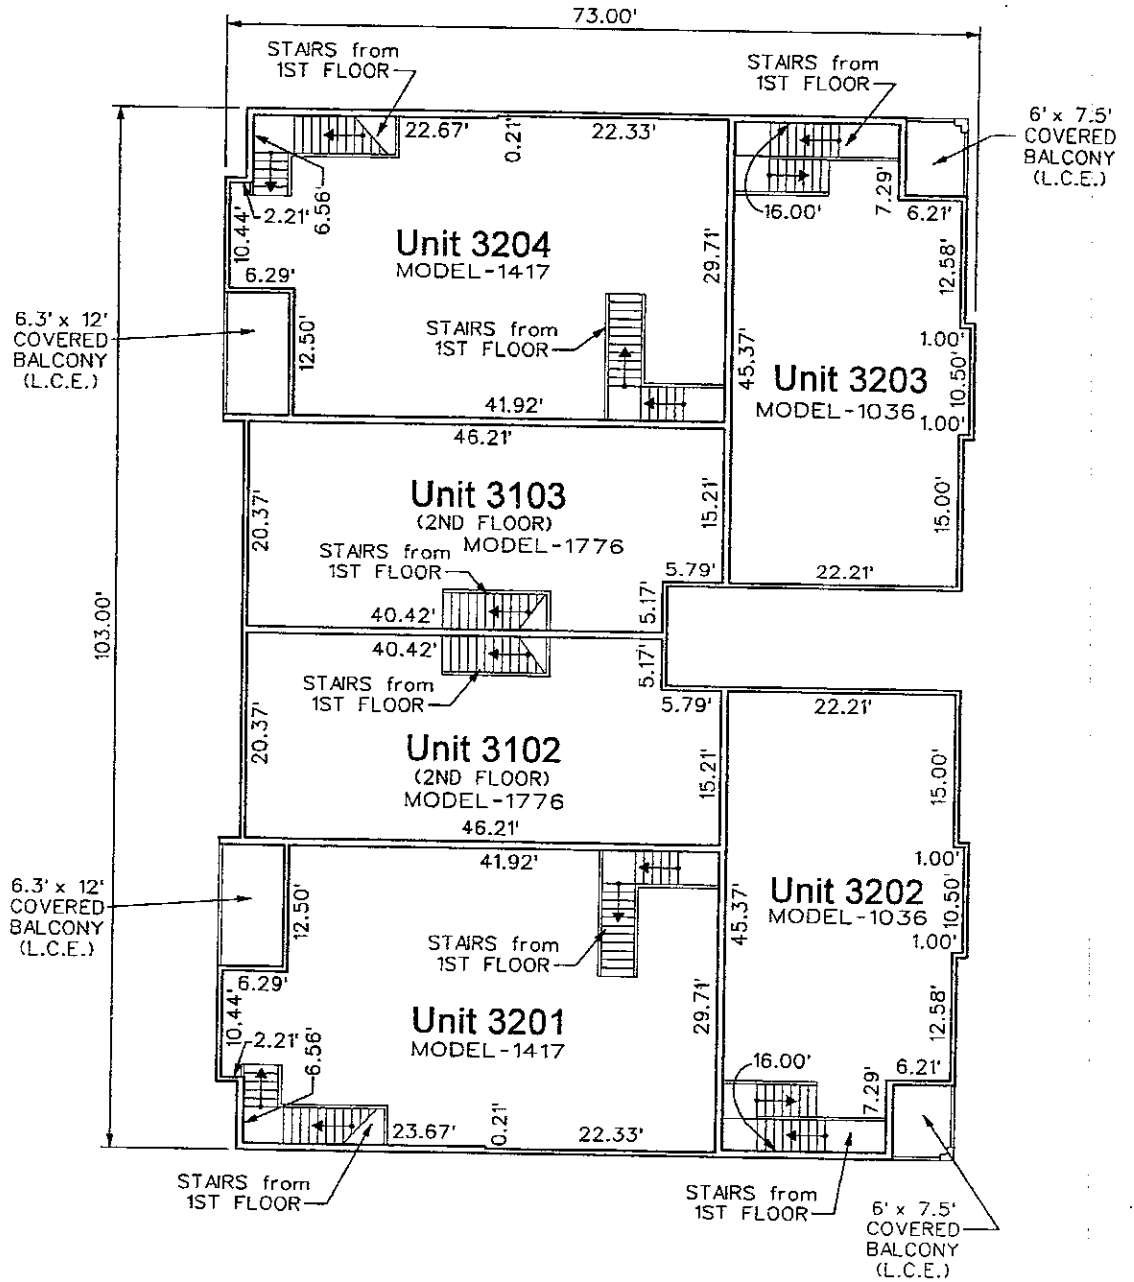 73.00'
STAIRS from
1ST FLOOR
STAIRS from
1ST FLOOR
6' x 7.5'
COVERED
BALCONY
(L.C.E.)
22.67'
0.21'
22.33'
16.00'
7.29'
6.21'
6.56'
2.21'
10.44'
6.29'
Unit 3204
MODEL-1417
29.71'
12.58'
6.3' x 12'
COVERED
BALCONY
(L.C.E.)
12.50'
STAIRS from
1ST FLOOR
45.37'
1.00'
10.50'
1.00'
Unit 3203
MODEL-1036
41.92'
46.21'
20.37'
Unit 3103
(2ND FLOOR)
MODEL-1776
15.21'
15.00'
STAIRS from
1ST FLOOR
5.79'
22.21'
40.42'
5.17'
103.00'
40.42'
5.17'
STAIRS from
1ST FLOOR
5.79'
22.21'
20.37'
Unit 3102
(2ND FLOOR)
MODEL-1776
15.21'
15.00'
46.21'
41.92'
6.3' x 12'
COVERED
BALCONY
(L.C.E.)
12.50'
45.37'
Unit 3202
MODEL-1036
1.00'
10.50'
1.00'
STAIRS from
1ST FLOOR
6.29'
10.44'
Unit 3201
MODEL-1417
29.71'
12.58'
2.21'
6.56'
16.00'
7.29'
6.21'
23.67'
0.21'
22.33'
STAIRS from
1ST FLOOR
STAIRS from
1ST FLOOR
6' x 7.5'
COVERED
BALCONY
(L.C.E.)